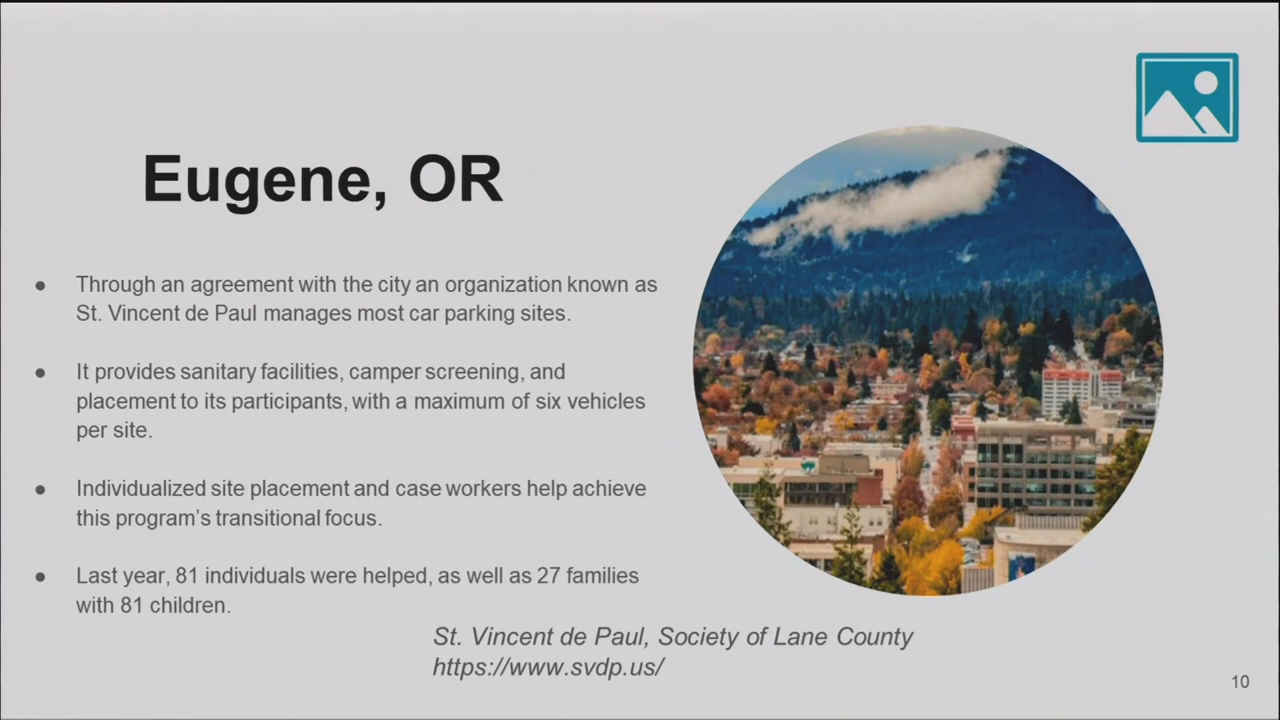 Eugene, OR
● Through an agreement with the city an organization known as
St. Vincent de Paul manages most car parking sites.
● It provides sanitary facilities, camper screening, and
placement to its participants, with a maximum of six vehicles
per site.
● Individualized site placement and case workers help achieve
this program's transitional focus.
● Last year, 81 individuals were helped, as well as 27 families
with 81 children.
St. Vincent de Paul, Society of Lane County
https://www.svdp.us/
10